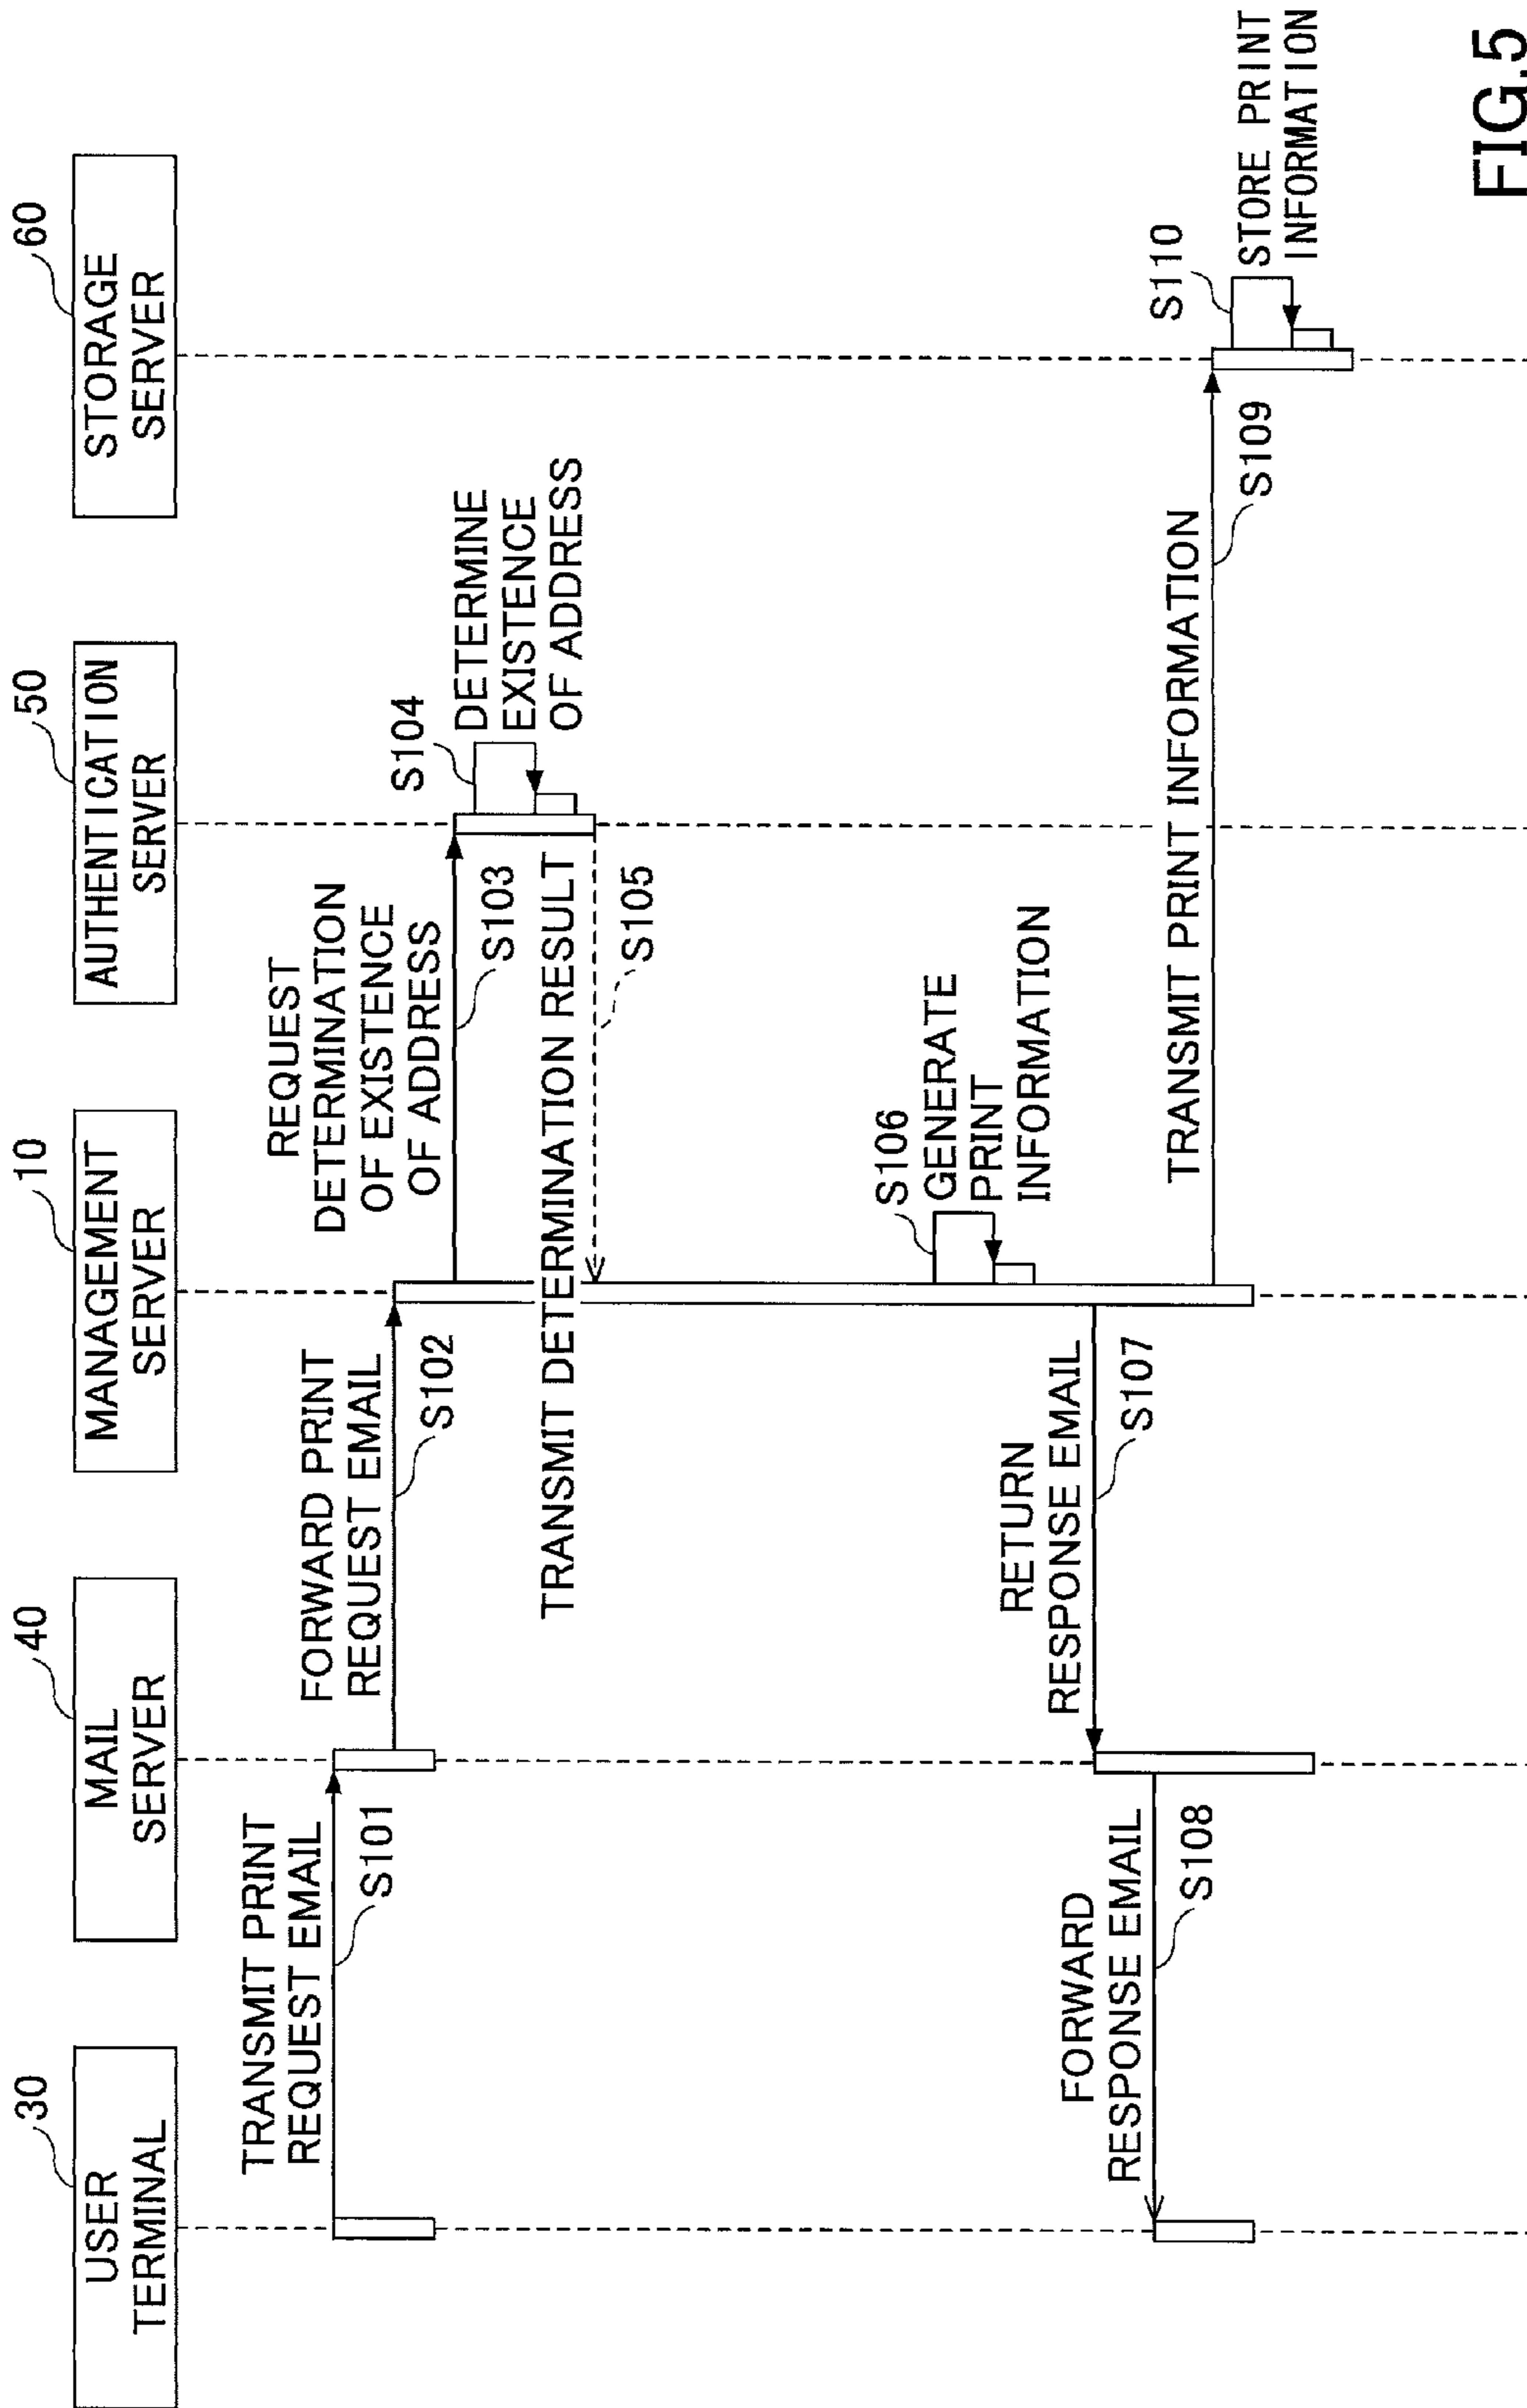 30
USER
TERMINAL
40
MAIL
SERVER
10
MANAGEMENT
SERVER
50
AUTHENTICATION
SERVER
60
STORAGE
SERVER
TRANSMIT PRINT
REQUEST EMAIL
S101
FORWARD PRINT
REQUEST EMAIL
S102
REQUEST
DETERMINATION
OF EXISTENCE
OF ADDRESS
S103
S104
DETERMINE
EXISTENCE
OF ADDRESS
TRANSMIT DETERMINATION RESULT
S105
S106
GENERATE
PRINT
INFORMATION
RETURN
RESPONSE EMAIL
S107
FORWARD
RESPONSE EMAIL
S108
TRANSMIT PRINT INFORMATION
S109
S110
STORE PRINT
INFORMATION
FIG.5